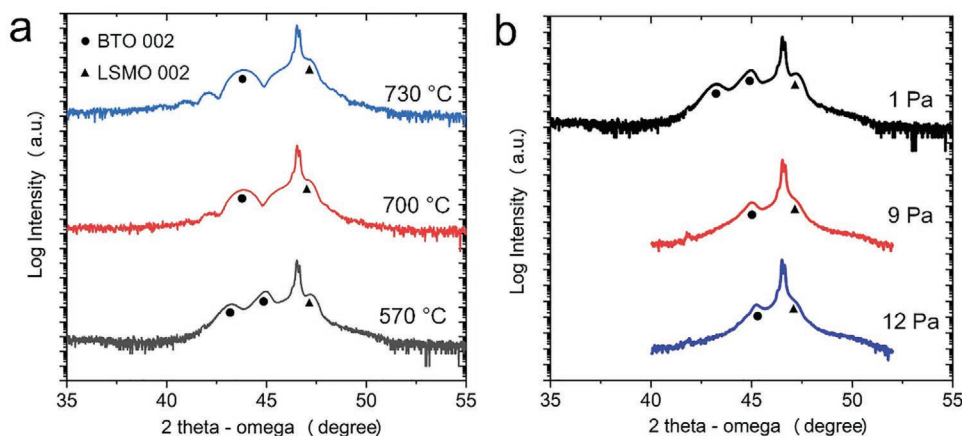 a
● BTO 002
▲ LSMO 002
730 °C
700 °C
570 °C
Log Intensity ( a.u.)
35 40 45 50 55
2 theta - omega ( degree)
b
1 Pa
9 Pa
12 Pa
Log Intensity ( a.u.)
35 40 45 50 55
2 theta - omega ( degree)